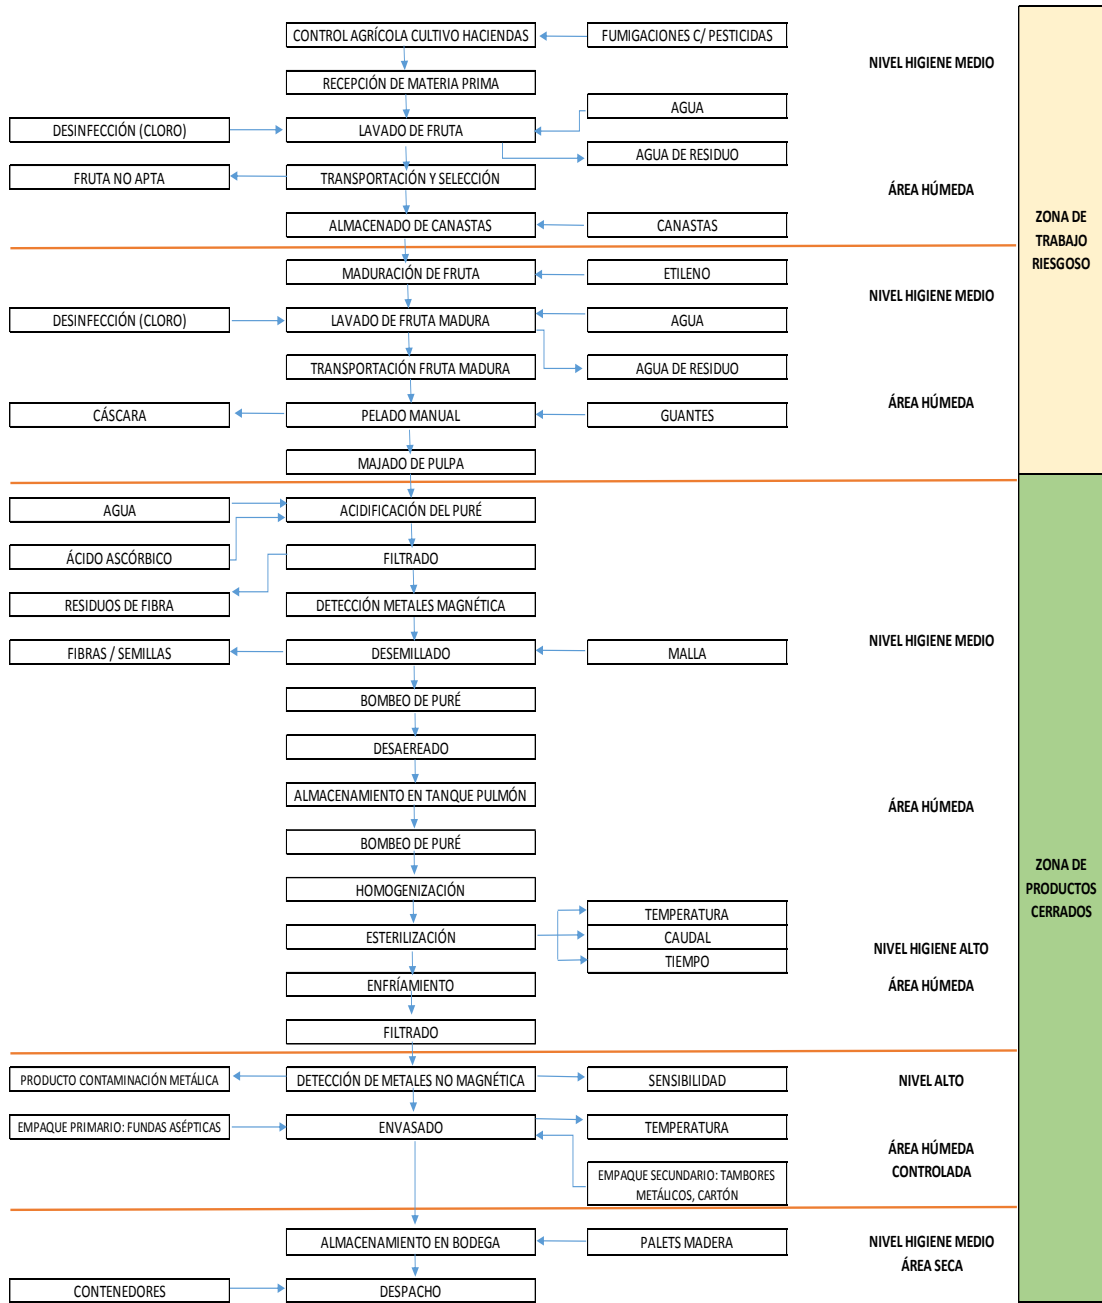 CONTROL AGRÍCOLA CULTIVO HACIENDAS
FUMIGACIONES C/ PESTICIDAS
NIVEL HIGIENE MEDIO
RECEPCIÓN DE MATERIA PRIMA
AGUA
DESINFECCIÓN (CLORO)
LAVADO DE FRUTA
AGUA DE RESIDUO
FRUTA NO APTA
TRANSPORTACIÓN Y SELECCIÓN
ÁREA HÚMEDA
ALMACENADO DE CANASTAS
CANASTAS
ZONA DE
TRABAJO
RIESGOSO
MADURACIÓN DE FRUTA
ETILENO
NIVEL HIGIENE MEDIO
DESINFECCIÓN (CLORO)
LAVADO DE FRUTA MADURA
AGUA
TRANSPORTACIÓN FRUTA MADURA
AGUA DE RESIDUO
ÁREA HÚMEDA
CÁSCARA
PELADO MANUAL
GUANTES
MAJADO DE PULPA
AGUA
ACIDIFICACIÓN DEL PURÉ
ÁCIDO ASCÓRBICO
FILTRADO
RESIDUOS DE FIBRA
DETECCIÓN METALES MAGNÉTICA
NIVEL HIGIENE MEDIO
FIBRAS / SEMILLAS
DESEMILLADO
MALLA
BOMBEO DE PURÉ
DESAEREADO
ALMACENAMIENTO EN TANQUE PULMÓN
ÁREA HÚMEDA
BOMBEO DE PURÉ
ZONA DE
PRODUCTOS
CERRADOS
HOMOGENIZACIÓN
TEMPERATURA
ESTERILIZACIÓN
CAUDAL
TIEMPO
NIVEL HIGIENE ALTO
ENFRÍAMIENTO
ÁREA HÚMEDA
FILTRADO
PRODUCTO CONTAMINACIÓN METÁLICA
DETECCIÓN DE METALES NO MAGNÉTICA
SENSIBILIDAD
NIVEL ALTO
EMPAQUE PRIMARIO: FUNDAS ASÉPTICAS
ENVASADO
TEMPERATURA
ÁREA HÚMEDA
CONTROLADA
EMPAQUE SECUNDARIO: TAMBORES
METÁLICOS, CARTÓN
ALMACENAMIENTO EN BODEGA
PALETS MADERA
NIVEL HIGIENE MEDIO
ÁREA SECA
CONTENEDORES
DESPACHO